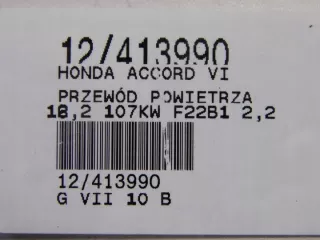 12/413990
HONDA ACCORD VI
PRZEWÓD POWIETRZA
18,2 107KW F22B1 2,2
12/413990
G VII 10 B